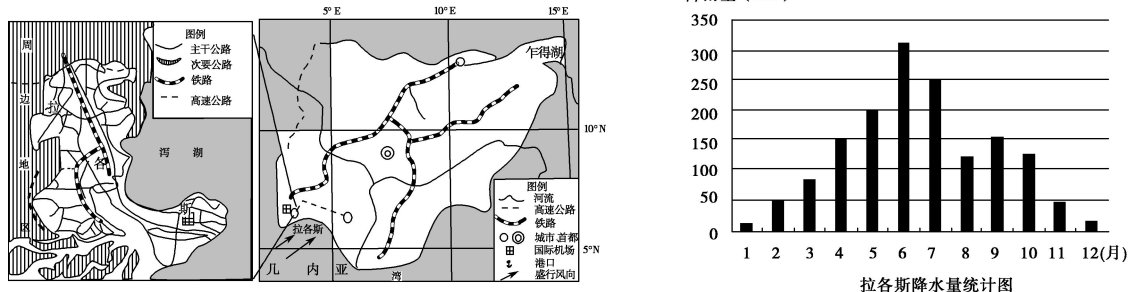 周
边
地
区
拉
各
斯
泻湖
图例
主干公路
次要公路
铁路
高速公路
5°E
10°E
15°E
乍得湖
10°N
5°N
拉各斯
几内亚
湾
图例
河流
高速公路
铁路
城市、首都
国际机场
港口
盛行风向
350
300
250
200
150
100
50
0
1 2 3 4 5 6 7 8 9 10 11 12(月)
拉各斯降水量统计图